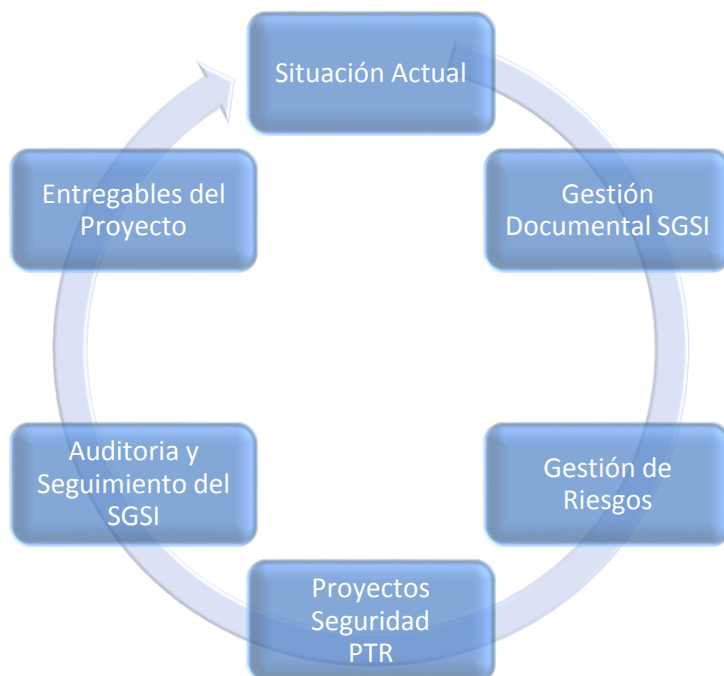 Situación Actual
Gestión
Documental SGSI
Gestión de
Riesgos
Proyectos
Seguridad
PTR
Auditoria y
Seguimiento del
SGSI
Entregables del
Proyecto